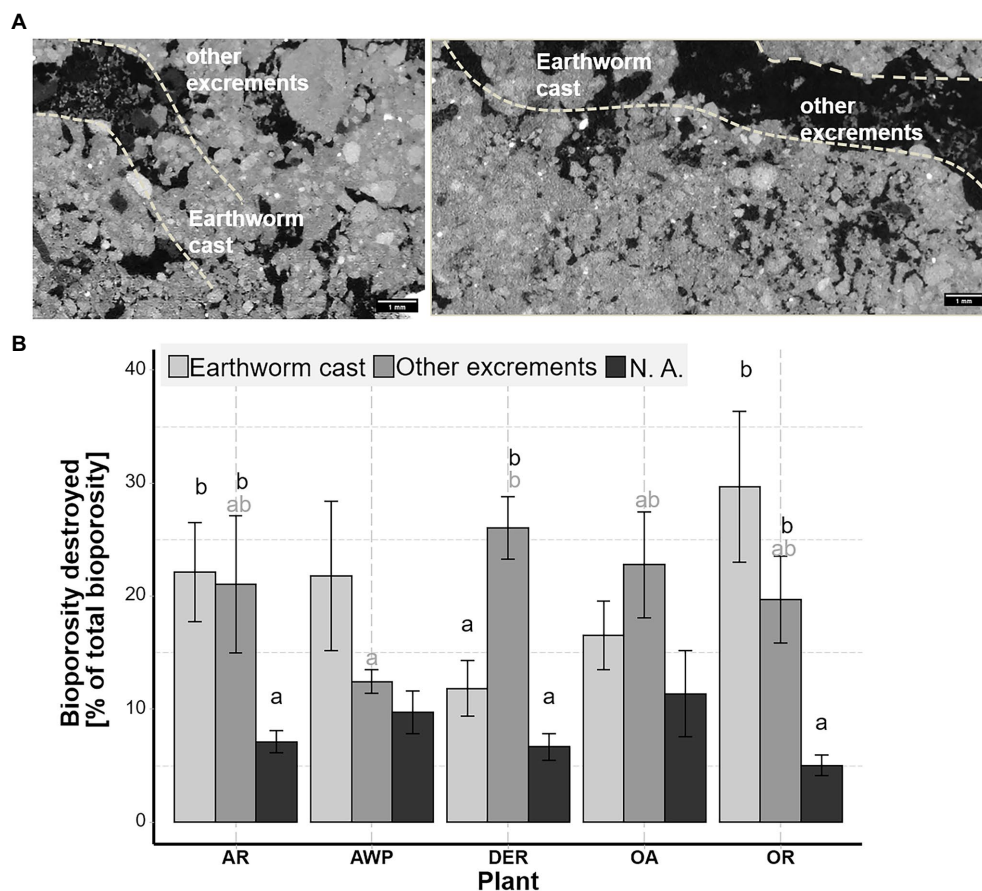 A
other
excrements
Earthworm
cast
1 mm
Earthworm
cast
other
excrements
1 mm
B
Earthworm cast Other excrements N. A.
Bioporosity destroyed
[% of total bioporosity]
40
30
20
10
0
b
b
ab
a
a
a
b
b
a
ab
b
b
ab
a
AR AWP DER OA OR
Plant